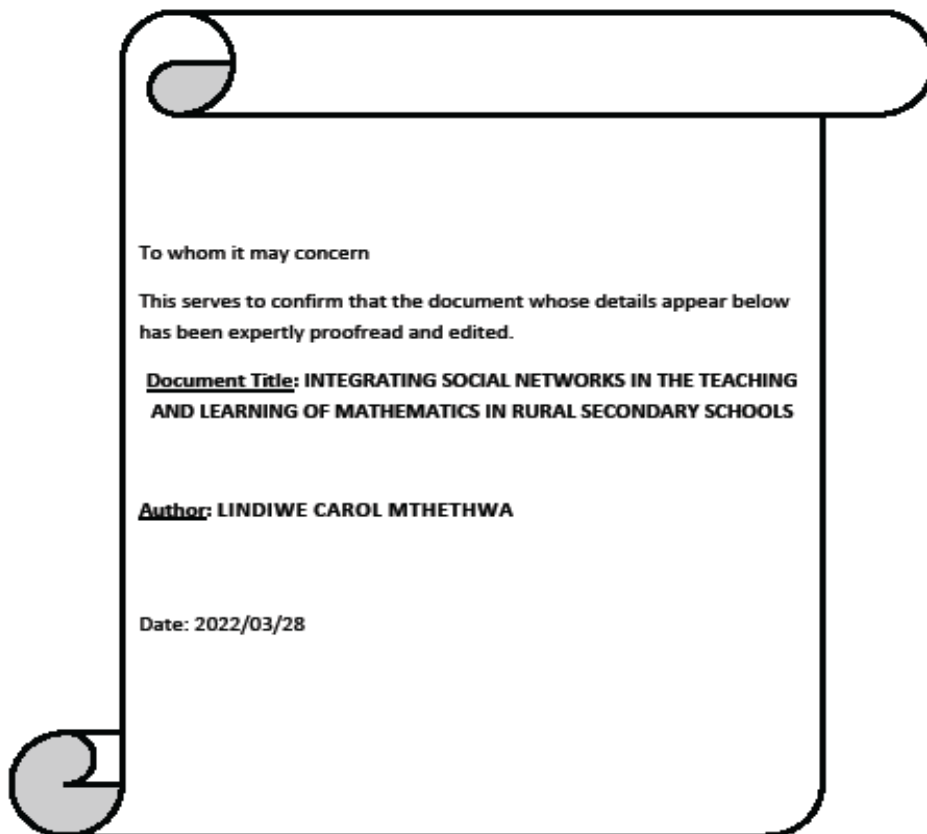 To whom it may concern
This serves to confirm that the document whose details appear below
has been expertly proofread and edited.
Document Title: INTEGRATING SOCIAL NETWORKS IN THE TEACHING
AND LEARNING OF MATHEMATICS IN RURAL SECONDARY SCHOOLS
Author: LINDIWE CAROL MTHETHWA
Date: 2022/03/28